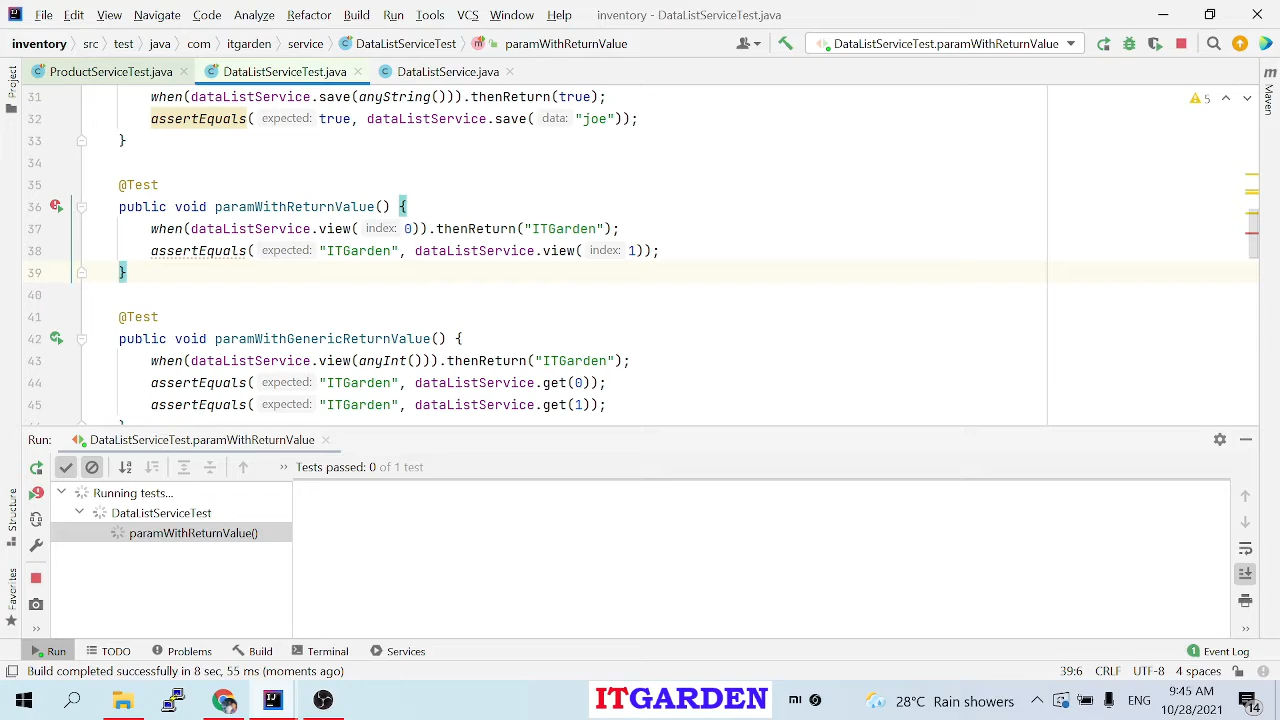 File Edit View Navigate Code Analyze Refactor Build Run Tools VCS Window Help inventory - DataListServiceTest.java
inventory src test java com itgarden service DataListServiceTest paramWithReturnValue DataListServiceTest.paramWithReturnValue
ProductServiceTest.java DataListServiceTest.java DataListService.java
Project
Maven
Structure
Favorites
5
31 when(dataListService.save(anyString())).thenReturn(true);
32 assertEquals( expected: true, dataListService.save( data: "joe"));
33 }
34
35 @Test
36 public void paramWithReturnValue() {
37 when(dataListService.view( index: 0)).thenReturn("ITGarden");
38 assertEquals( expected: "ITGarden", dataListService.view( index: 1));
39 }
40
41 @Test
42 public void paramWithGenericReturnValue() {
43 when(dataListService.view(anyInt())).thenReturn("ITGarden");
44 assertEquals( expected: "ITGarden", dataListService.get(0));
45 assertEquals( expected: "ITGarden", dataListService.get(1));
Run: DataListServiceTest.paramWithReturnValue
Tests passed: 0 of 1 test
Running tests...
DataListServiceTest
paramWithReturnValue()
Run TODO Problems Build Terminal Services 1 Event Log
Build completed successfully in 8 sec, 55 ms (moments ago) 39:6 CRLF UTF-8 4 spaces
ITGARDEN 28°C Rain showers ENG 9:45 AM
10/28/2021 14